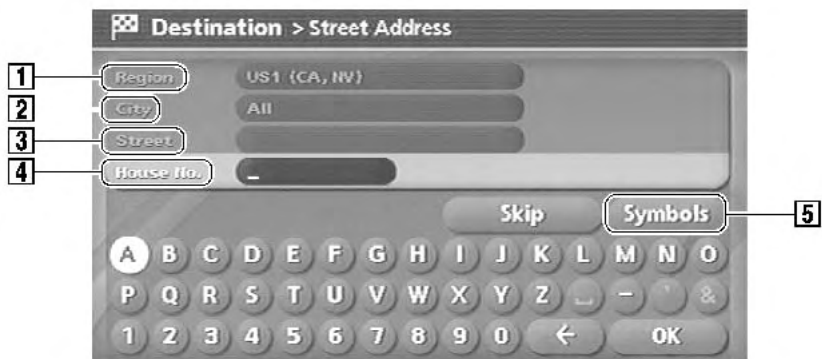 Destination > Street Address
1 Region US1 (CA, NV)
2 City All
3 Street
4 House No. _
Skip Symbols 5
A B C D E F G H I J K L M N O
P Q R S T U V W X Y Z ␣ - ' &
1 2 3 4 5 6 7 8 9 0 ← OK